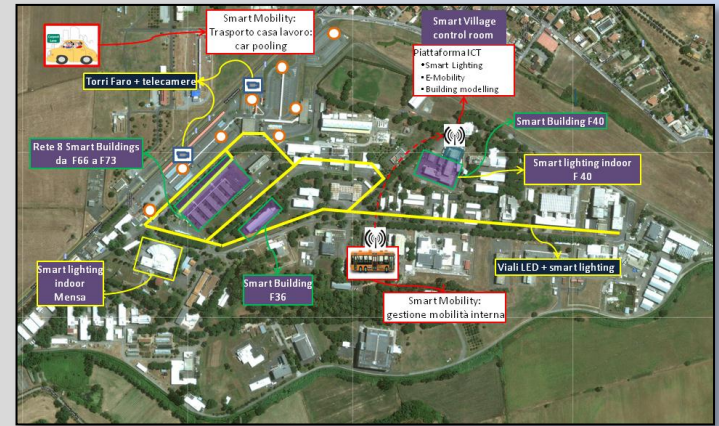 Smart Mobility:
Trasporto casa lavoro:
car pooling
Smart Village
control room
Piattaforma ICT
•Smart Lighting
•E-Mobility
•Building modelling
Torri Faro + telecamere
Rete 8 Smart Buildings
da F66 a F73
Smart Building F40
Smart lighting indoor
F 40
Smart lighting
indoor
Mensa
Smart Building
F36
Viali LED + smart lighting
Smart Mobility:
gestione mobilità interna